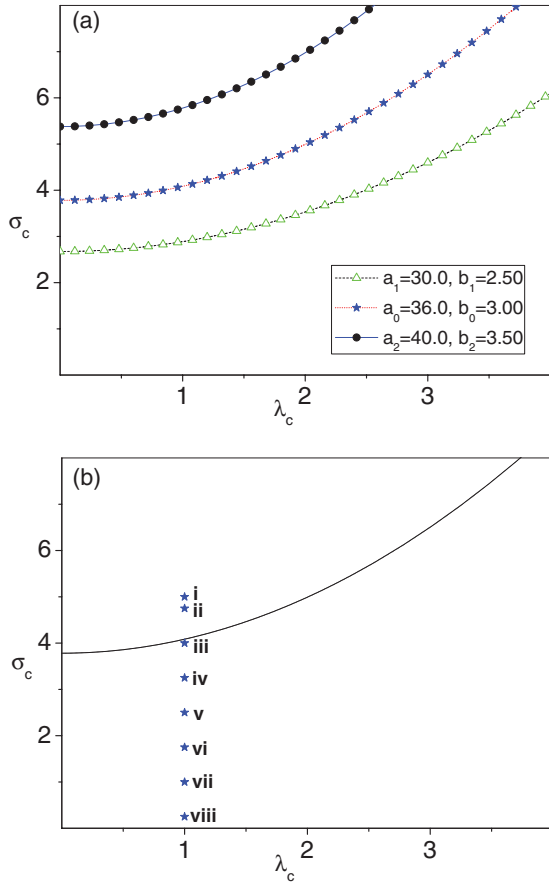 (a)
6
4
σc
2
a1=30.0, b1=2.50
a0=36.0, b0=3.00
a2=40.0, b2=3.50
1 2 3
λc
(b)
6
i
ii
4
iii
σc
iv
v
2
vi
vii
viii
1 2 3
λc